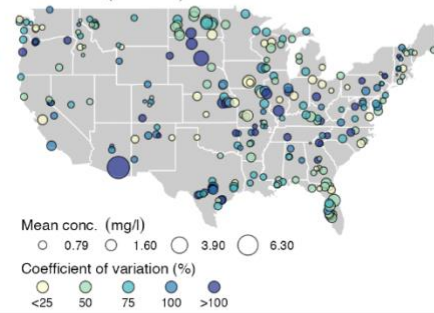 Mean conc. (mg/l)
0.79 1.60 3.90 6.30
Coefficient of variation (%)
<25 50 75 100 >100